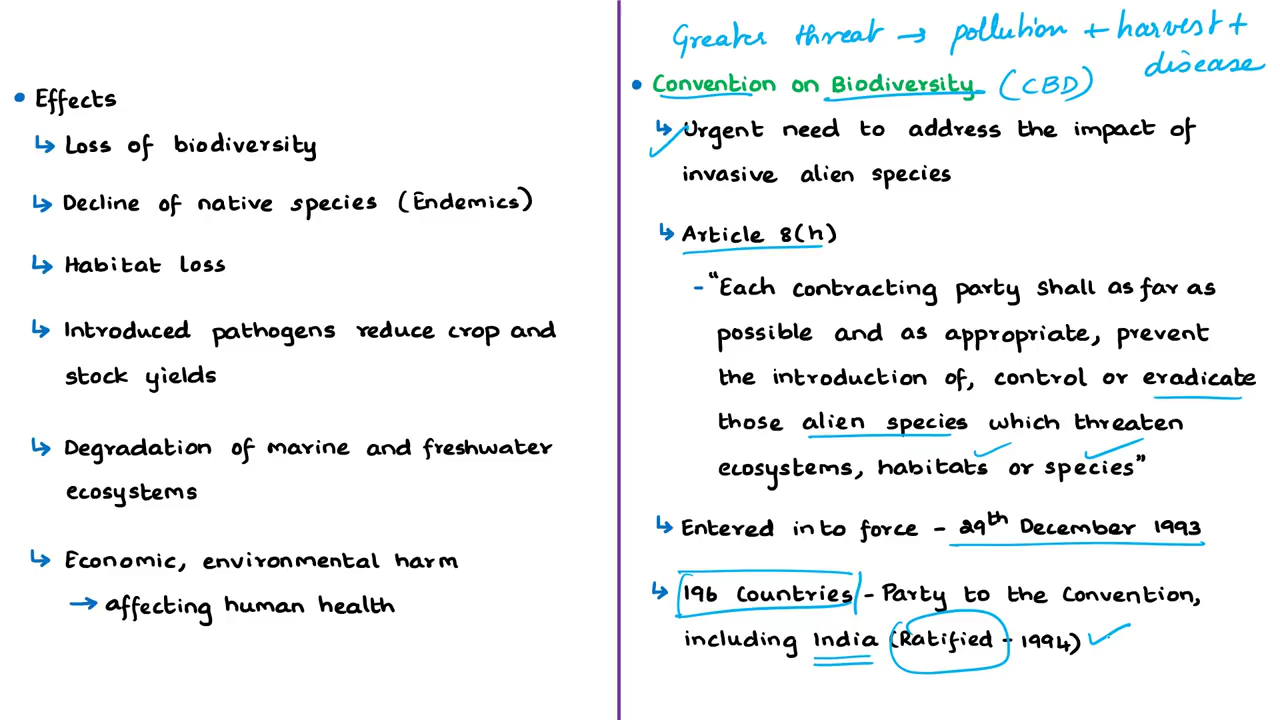 • Effects
↳ Loss of biodiversity
↳ Decline of native species (Endemics)
↳ Habitat loss
↳ Introduced pathogens reduce crop and
stock yields
↳ Degradation of marine and freshwater
ecosystems
↳ Economic, environmental harm
→ affecting human health
Greater threat → pollution + harvest +
disease
• Convention on Biodiversity (CBD)
↳ Urgent need to address the impact of
invasive alien species
↳ Article 8(h)
- "Each contracting party shall as far as
possible and as appropriate, prevent
the introduction of, control or eradicate
those alien species which threaten
ecosystems, habitats or species"
↳ Entered into force - 29th December 1993
↳ 196 Countries - Party to the Convention,
including India (Ratified - 1994)